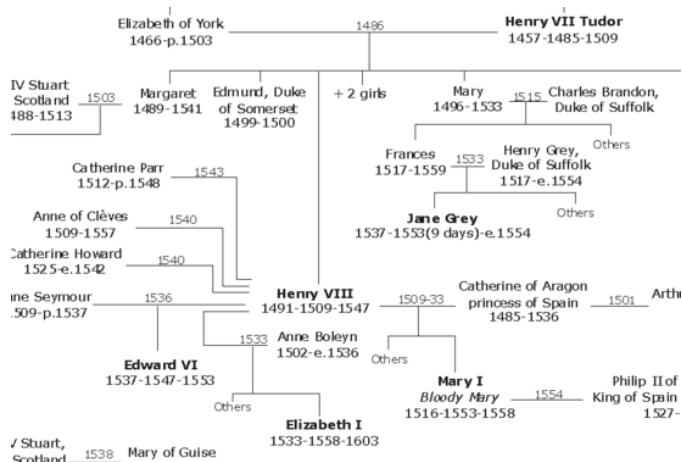 Elizabeth of York
1466-p.1503
1486
Henry VII Tudor
1457-1485-1509
IV Stuart
Scotland
1503
Margaret
1489-1541
Edmund, Duke
of Somerset
1499-1500
+ 2 girls
Mary
1496-1533
1515
Charles Brandon,
Duke of Suffolk
488-1513
Others
Frances
1517-1559
1533
Henry Grey,
Duke of Suffolk
1517-e.1554
Catherine Parr
1512-p.1548
1543
Jane Grey
1537-1553(9 days)-e.1554
Others
Anne of Clèves
1509-1557
1540
Catherine Howard
1525-e.1542
1540
ne Seymour
1509-p.1537
1536
Henry VIII
1491-1509-1547
1509-33
Catherine of Aragon
princess of Spain
1485-1536
1501
Arth
1533
Anne Boleyn
1502-e.1536
Others
Edward VI
1537-1547-1553
Mary I
Bloody Mary
1516-1553-1558
1554
Philip II of
King of Spain
1527-
Others
Elizabeth I
1533-1558-1603
V Stuart,
Scotland
1538
Mary of Guise